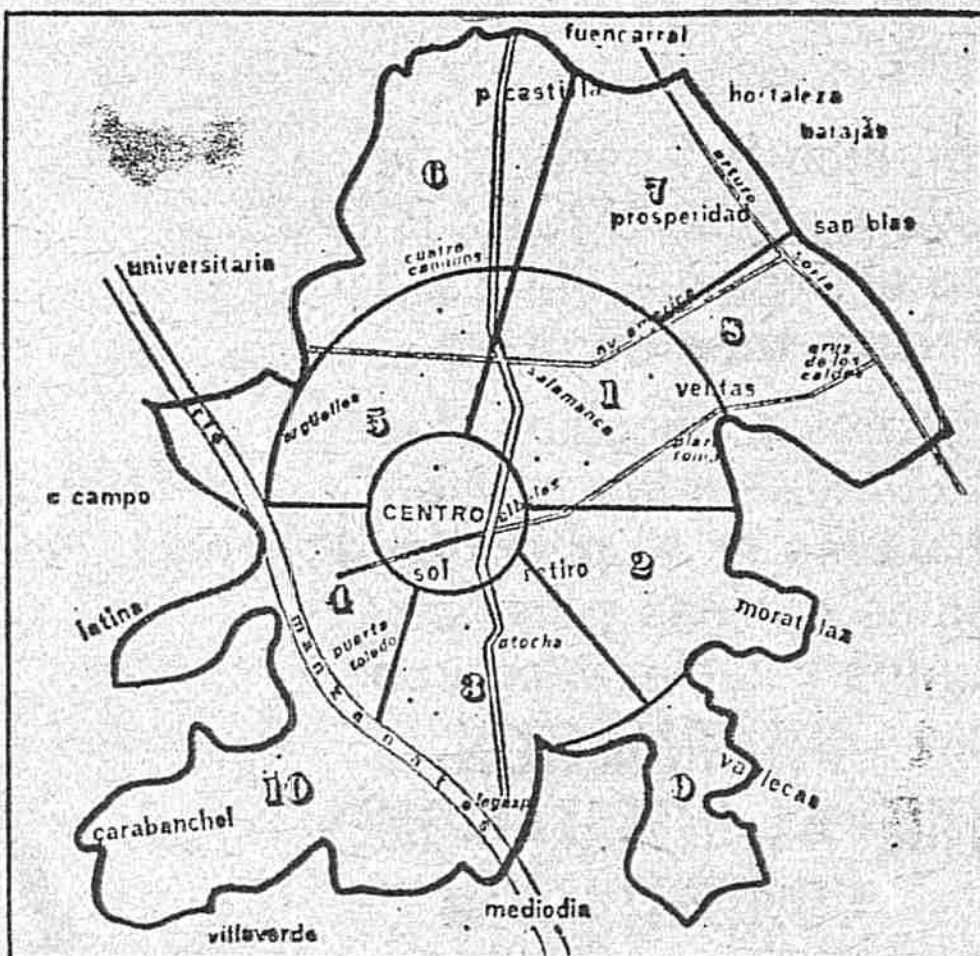 fuencarral
p. castilla
hortaleza
barajas
6
7
arturo
prosperidad
san blas
soria
universitaria
cuatro
caminos
av. america
8
cruz
de los
caidos
salamanca
1
ventas
argüelles
5
rio
e campo
CENTRO
cibeles
sol
retiro
2
4
latina
moratalaz
puerta
toledo
atocha
manzanares
3
vallecas
9
10
legazpi
carabanchel
mediodia
villaverde